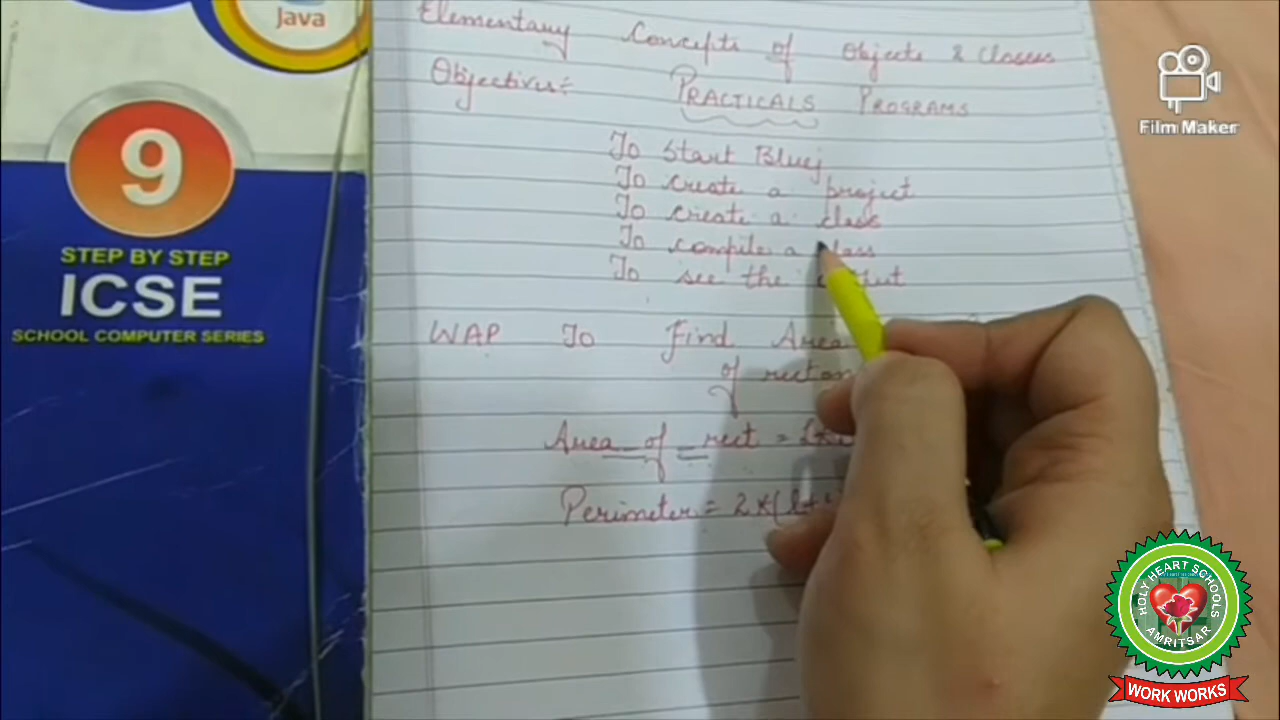 Java
9
STEP BY STEP
ICSE
SCHOOL COMPUTER SERIES
Elementary Concepts of Objects & Classes
Objectives:- PRACTICALS PROGRAMS
To Start Bluej
To create a project
To create a class
To compile a class
To see the
WAP To Find Area
of
Area of rect =
Perimeter = 2*(l+
Film Maker
HOLY HEART SCHOOLS
AMRITSAR
WORK WORKS